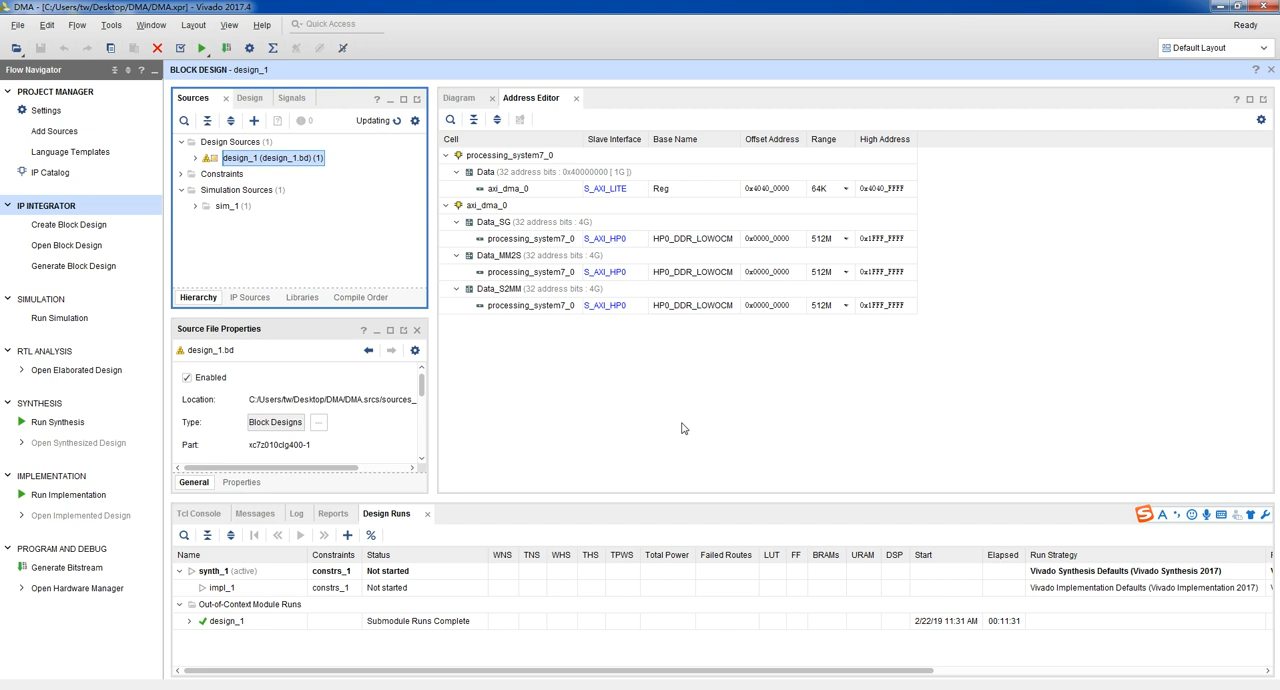 DMA - [C:/Users/tw/Desktop/DMA/DMA.xpr] - Vivado 2017.4
File Edit Flow Tools Window Layout View Help Quick Access Ready
Default Layout
Flow Navigator
PROJECT MANAGER
Settings
Add Sources
Language Templates
IP Catalog
IP INTEGRATOR
Create Block Design
Open Block Design
Generate Block Design
SIMULATION
Run Simulation
RTL ANALYSIS
Open Elaborated Design
SYNTHESIS
Run Synthesis
Open Synthesized Design
IMPLEMENTATION
Run Implementation
Open Implemented Design
PROGRAM AND DEBUG
Generate Bitstream
Open Hardware Manager
BLOCK DESIGN - design_1
Sources Design Signals
0 Updating
Design Sources (1)
design_1 (design_1.bd) (1)
Constraints
Simulation Sources (1)
sim_1 (1)
Hierarchy IP Sources Libraries Compile Order
Source File Properties
design_1.bd
Enabled
Location: C:/Users/tw/Desktop/DMA/DMA.srcs/sources_
Type: Block Designs ...
Part: xc7z010clg400-1
General Properties
Diagram Address Editor
Cell Slave Interface Base Name Offset Address Range High Address
processing_system7_0
Data (32 address bits : 0x40000000 [ 1G ])
axi_dma_0 S_AXI_LITE Reg 0x4040_0000 64K 0x4040_FFFF
axi_dma_0
Data_SG (32 address bits : 4G)
processing_system7_0 S_AXI_HP0 HP0_DDR_LOWOCM 0x0000_0000 512M 0x1FFF_FFFF
Data_MM2S (32 address bits : 4G)
processing_system7_0 S_AXI_HP0 HP0_DDR_LOWOCM 0x0000_0000 512M 0x1FFF_FFFF
Data_S2MM (32 address bits : 4G)
processing_system7_0 S_AXI_HP0 HP0_DDR_LOWOCM 0x0000_0000 512M 0x1FFF_FFFF
Tcl Console Messages Log Reports Design Runs
Name Constraints Status WNS TNS WHS THS TPWS Total Power Failed Routes LUT FF BRAMs URAM DSP Start Elapsed Run Strategy
synth_1 (active) constrs_1 Not started Vivado Synthesis Defaults (Vivado Synthesis 2017)
impl_1 constrs_1 Not started Vivado Implementation Defaults (Vivado Implementation 2017)
Out-of-Context Module Runs
design_1 Submodule Runs Complete 2/22/19 11:31 AM 00:11:31